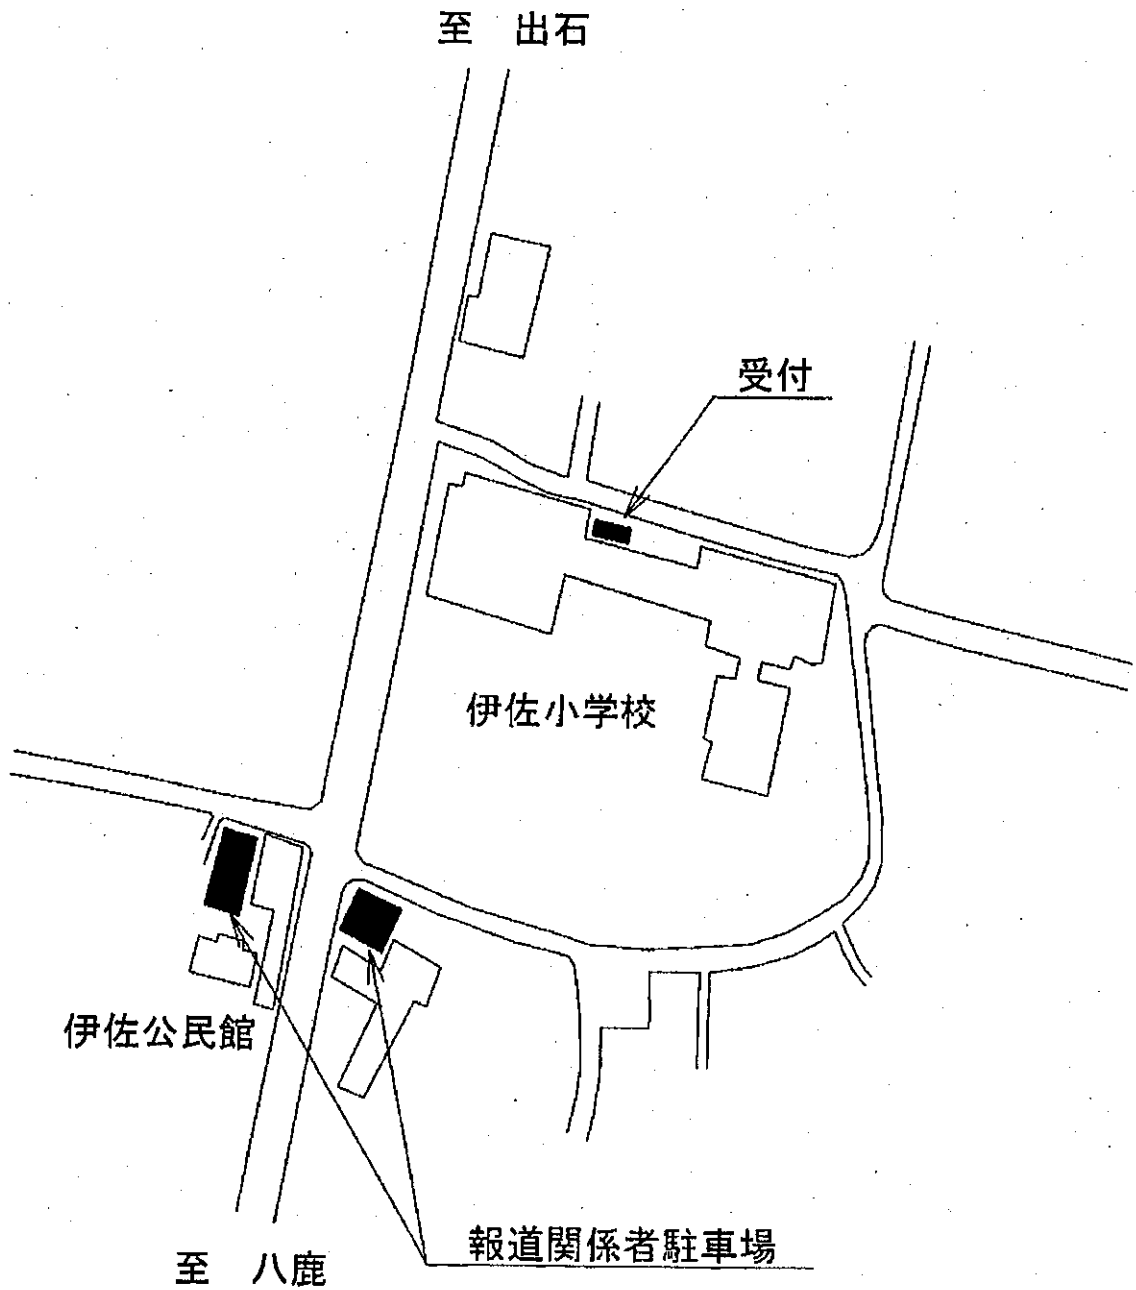 至 出石
受付
伊佐小学校
伊佐公民館
報道関係者駐車場
至 八鹿